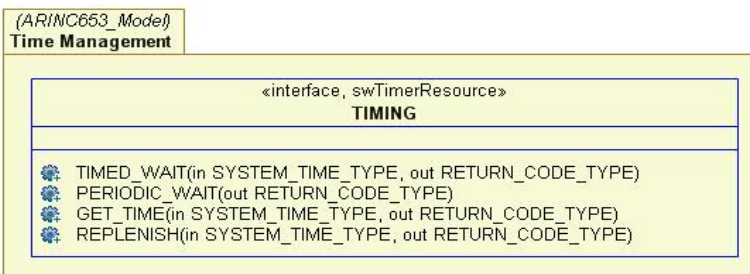 (ARINC653_Model)
Time Management
«interface, swTimerResource»
TIMING
TIMED_WAIT(in SYSTEM_TIME_TYPE, out RETURN_CODE_TYPE)
PERIODIC_WAIT(out RETURN_CODE_TYPE)
GET_TIME(in SYSTEM_TIME_TYPE, out RETURN_CODE_TYPE)
REPLENISH(in SYSTEM_TIME_TYPE, out RETURN_CODE_TYPE)